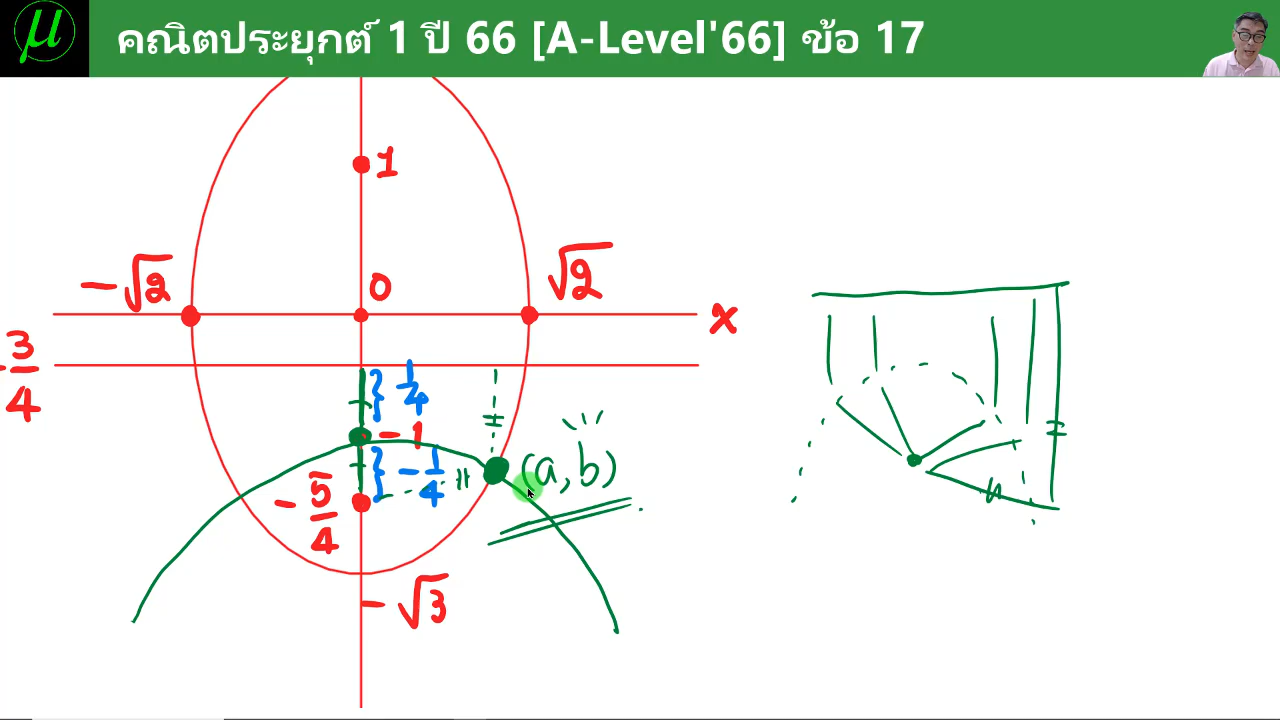 μ
คณิตประยุกต์ 1 ปี 66 [A-Level'66] ข้อ 17
1
-√2
0
√2
x
-3/4
1/4
-1
-1/4
(a,b)
-5/4
-√3